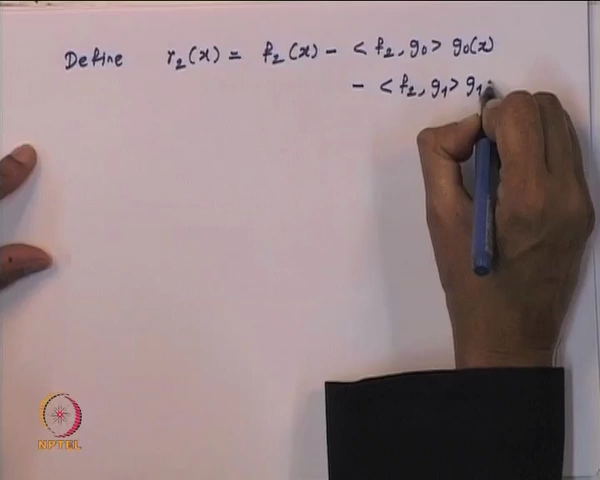 Define r₂(x) = f₂(x) - < f₂, g₀> g₀(x)
- < f₂, g₁> g₁
NPTEL